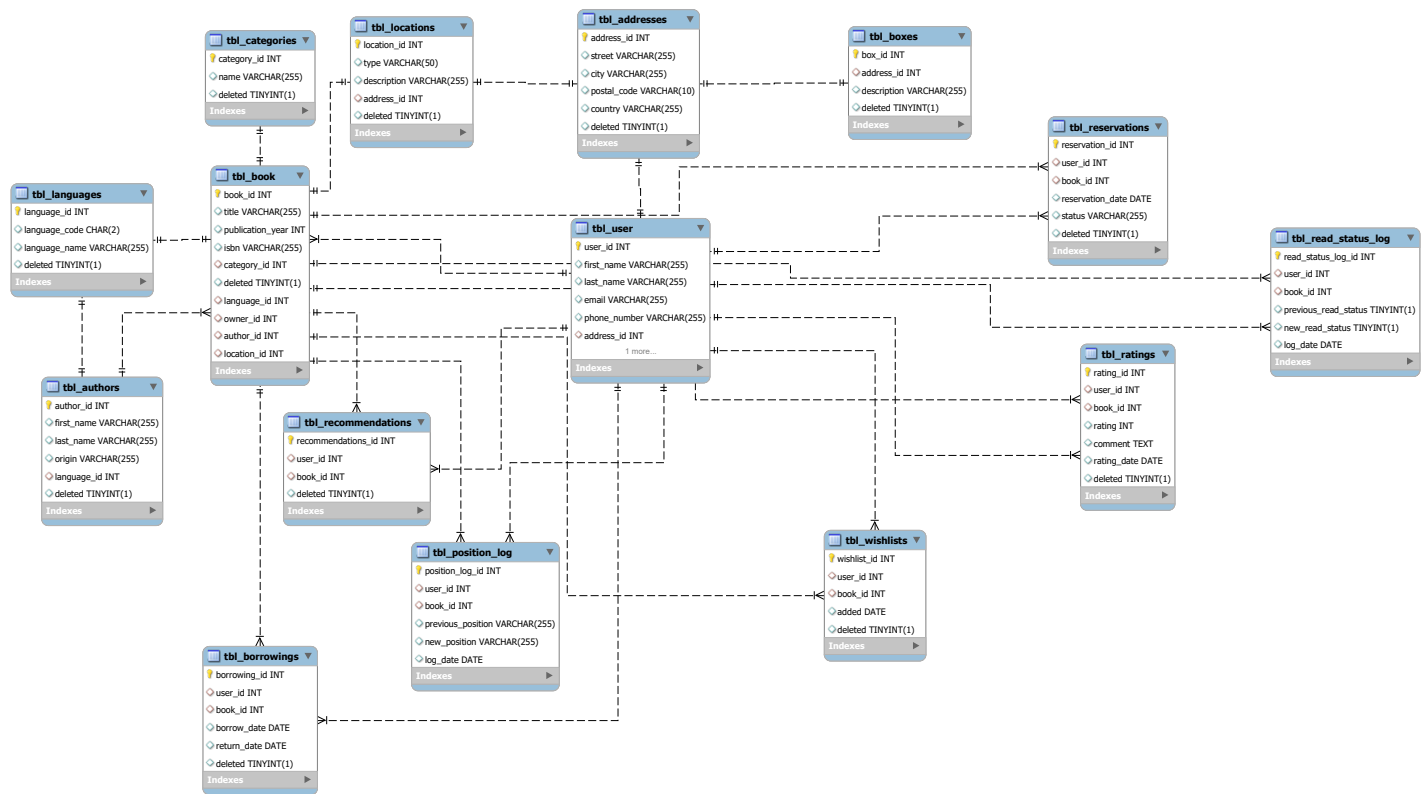 tbl_categories
category_id INT
name VARCHAR(255)
deleted TINYINT(1)
Indexes
tbl_locations
location_id INT
type VARCHAR(50)
description VARCHAR(255)
address_id INT
deleted TINYINT(1)
Indexes
tbl_addresses
address_id INT
street VARCHAR(255)
city VARCHAR(255)
postal_code VARCHAR(10)
country VARCHAR(255)
deleted TINYINT(1)
Indexes
tbl_boxes
box_id INT
address_id INT
description VARCHAR(255)
deleted TINYINT(1)
Indexes
tbl_reservations
reservation_id INT
user_id INT
book_id INT
reservation_date DATE
status VARCHAR(255)
deleted TINYINT(1)
Indexes
tbl_languages
language_id INT
language_code CHAR(2)
language_name VARCHAR(255)
deleted TINYINT(1)
Indexes
tbl_book
book_id INT
title VARCHAR(255)
publication_year INT
isbn VARCHAR(255)
category_id INT
deleted TINYINT(1)
language_id INT
owner_id INT
author_id INT
location_id INT
Indexes
tbl_user
user_id INT
first_name VARCHAR(255)
last_name VARCHAR(255)
email VARCHAR(255)
phone_number VARCHAR(255)
address_id INT
1 more...
Indexes
tbl_read_status_log
read_status_log_id INT
user_id INT
book_id INT
previous_read_status TINYINT(1)
new_read_status TINYINT(1)
log_date DATE
Indexes
tbl_ratings
rating_id INT
user_id INT
book_id INT
rating INT
comment TEXT
rating_date DATE
deleted TINYINT(1)
Indexes
tbl_authors
author_id INT
first_name VARCHAR(255)
last_name VARCHAR(255)
origin VARCHAR(255)
language_id INT
deleted TINYINT(1)
Indexes
tbl_recommendations
recommendations_id INT
user_id INT
book_id INT
deleted TINYINT(1)
Indexes
tbl_position_log
position_log_id INT
user_id INT
book_id INT
previous_position VARCHAR(255)
new_position VARCHAR(255)
log_date DATE
Indexes
tbl_wishlists
wishlist_id INT
user_id INT
book_id INT
added DATE
deleted TINYINT(1)
Indexes
tbl_borrowings
borrowing_id INT
user_id INT
book_id INT
borrow_date DATE
return_date DATE
deleted TINYINT(1)
Indexes